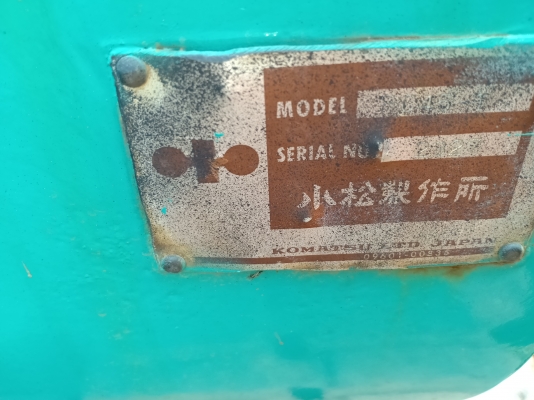 MODEL
SERIAL NO
小松製作所
KOMATSU LTD JAPAN